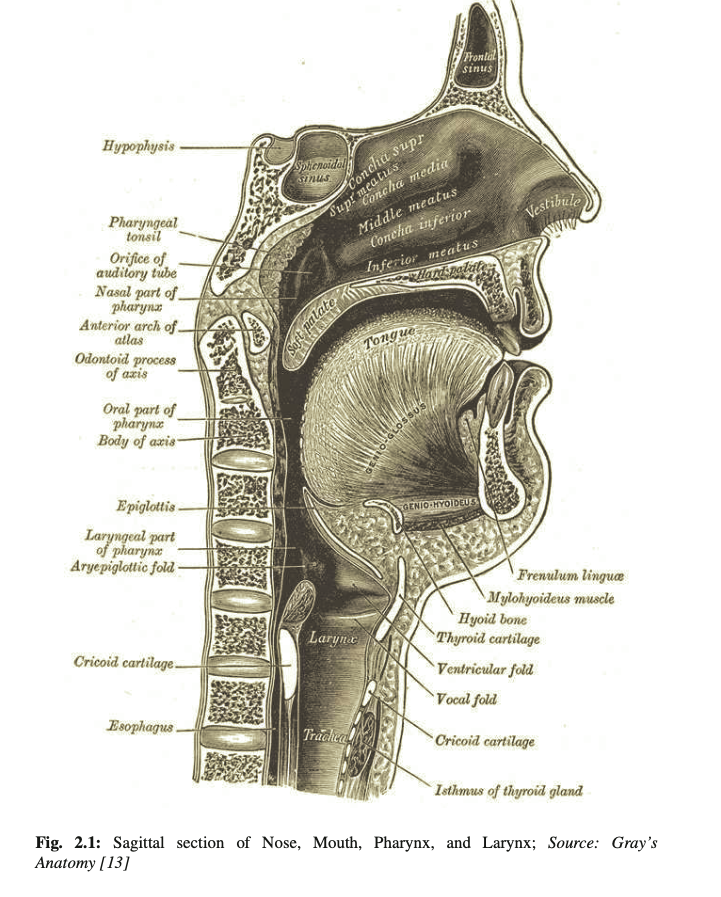 Frontal
sinus
Hypophysis
Sphenoidal
sinus
Concha supr
Supr meatus
Concha media
Middle meatus
Concha inferior
Inferior meatus
Vestibule
Pharyngeal
tonsil
Orifice of
auditory tube
Nasal part of
pharynx
Anterior arch of
atlas
Odontoid process
of axis
Oral part of
pharynx
Body of axis
Hard palate
Soft palate
Tongue
GENIO-GLOSSUS
GENIO-HYOIDEUS
Epiglottis
Laryngeal part
of pharynx
Aryepiglottic fold
Larynx
Cricoid cartilage
Esophagus
Trachea
Frenulum linguæ
Mylohyoideus muscle
Hyoid bone
Thyroid cartilage
Ventricular fold
Vocal fold
Cricoid cartilage
Isthmus of thyroid gland
Fig. 2.1: Sagittal section of Nose, Mouth, Pharynx, and Larynx; Source: Gray's
Anatomy [13]